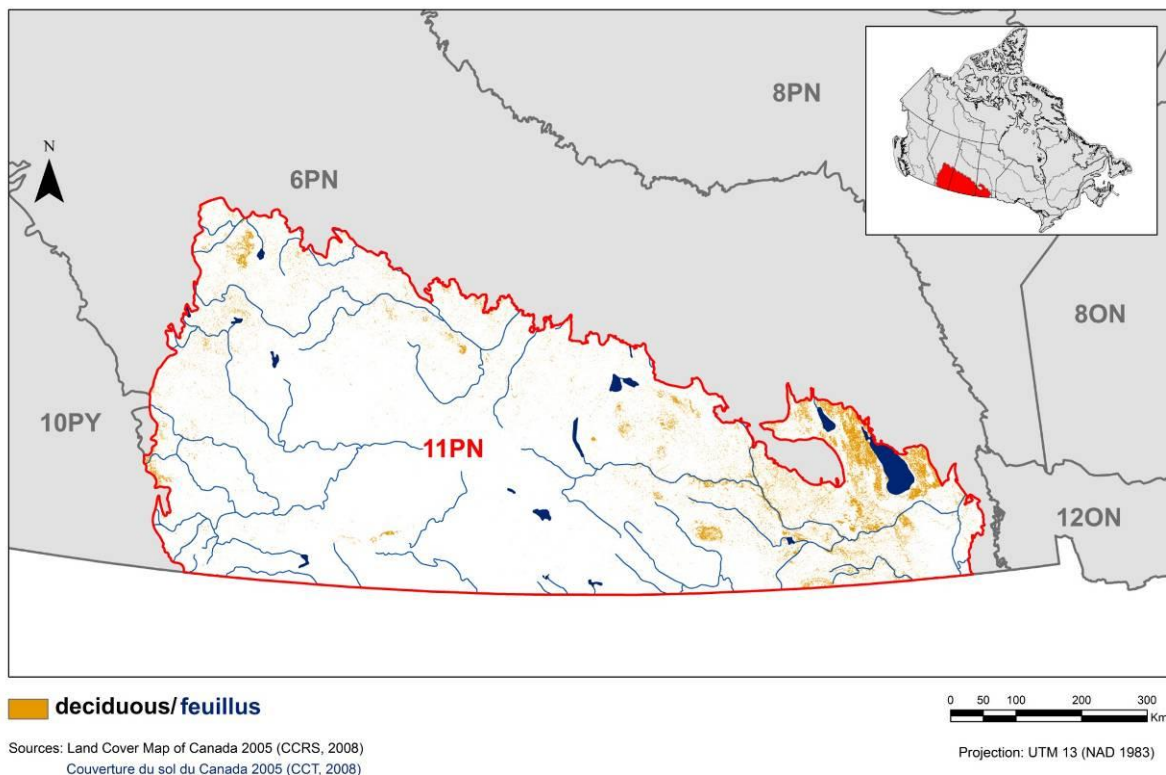 8PN
N
6PN
8ON
10PY
11PN
12ON
deciduous/ feuillus
0 50 100 200 300
Km
Sources: Land Cover Map of Canada 2005 (CCRS, 2008)
Couverture du sol du Canada 2005 (CCT, 2008)
Projection: UTM 13 (NAD 1983)